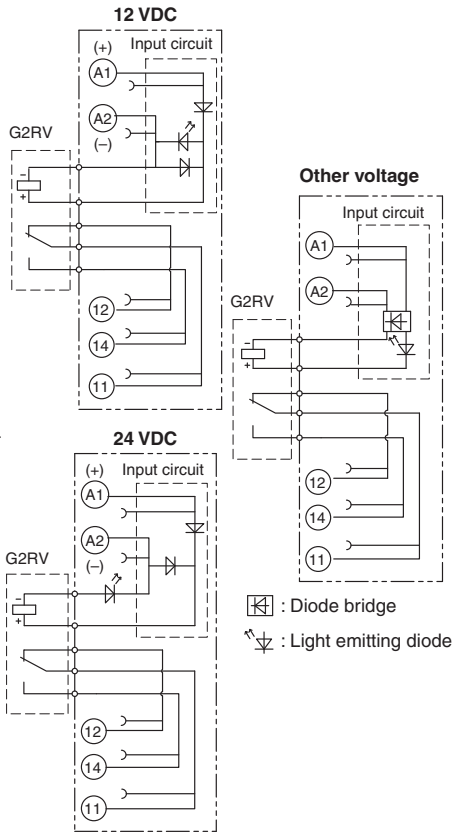 12 VDC
(+) Input circuit
A1
A2
(−)
G2RV
−
+
12
14
11
Other voltage
Input circuit
A1
A2
G2RV
−
+
12
14
11
24 VDC
(+) Input circuit
A1
A2
(−)
G2RV
−
+
12
14
11
: Diode bridge
: Light emitting diode